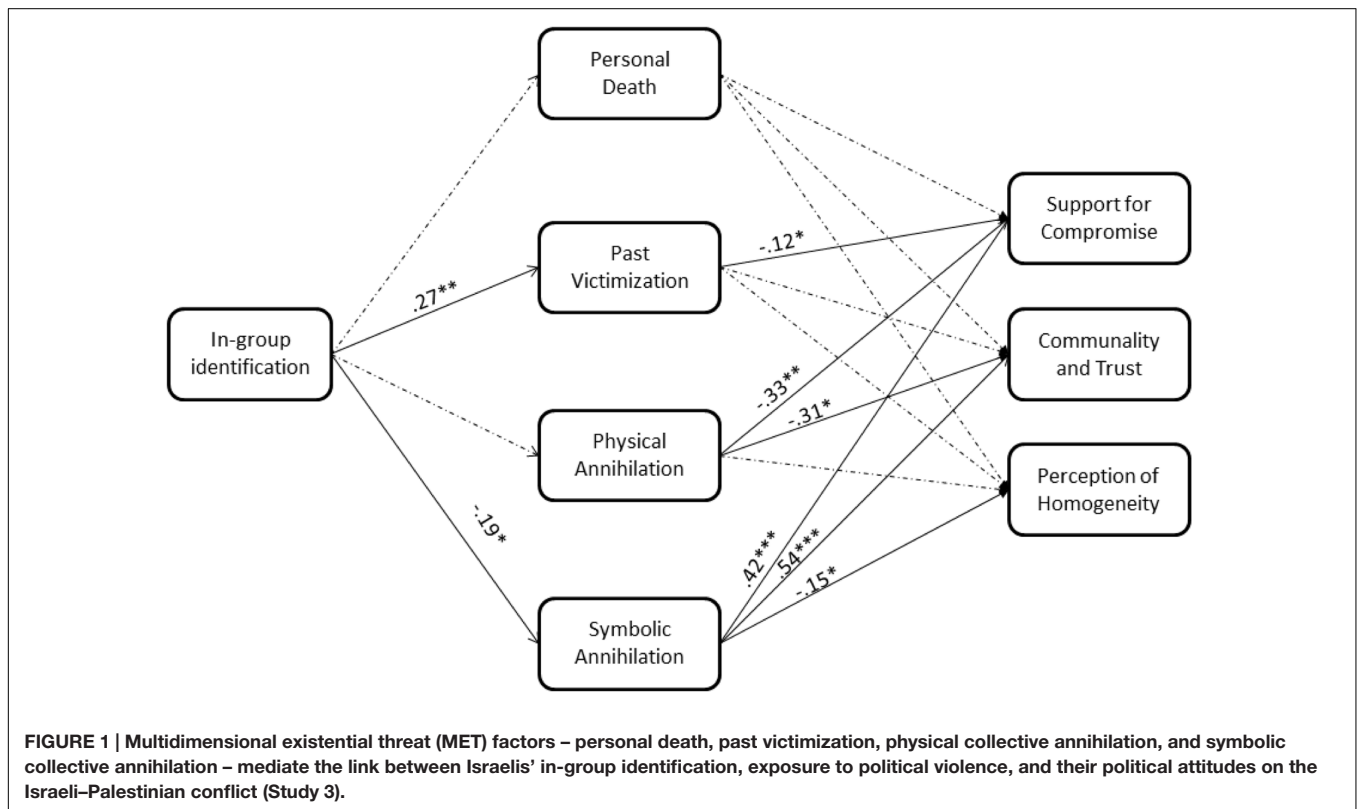 Personal
Death
Past
Victimization
In-group
identification
Physical
Annihilation
Symbolic
Annihilation
Support for
Compromise
Communality
and Trust
Perception of
Homogeneity
.27**
-.19*
-.12*
-.33**
-.31*
.42***
.54***
-.15*
FIGURE 1 | Multidimensional existential threat (MET) factors – personal death, past victimization, physical collective annihilation, and symbolic
collective annihilation – mediate the link between Israelis’ in-group identification, exposure to political violence, and their political attitudes on the
Israeli–Palestinian conflict (Study 3).